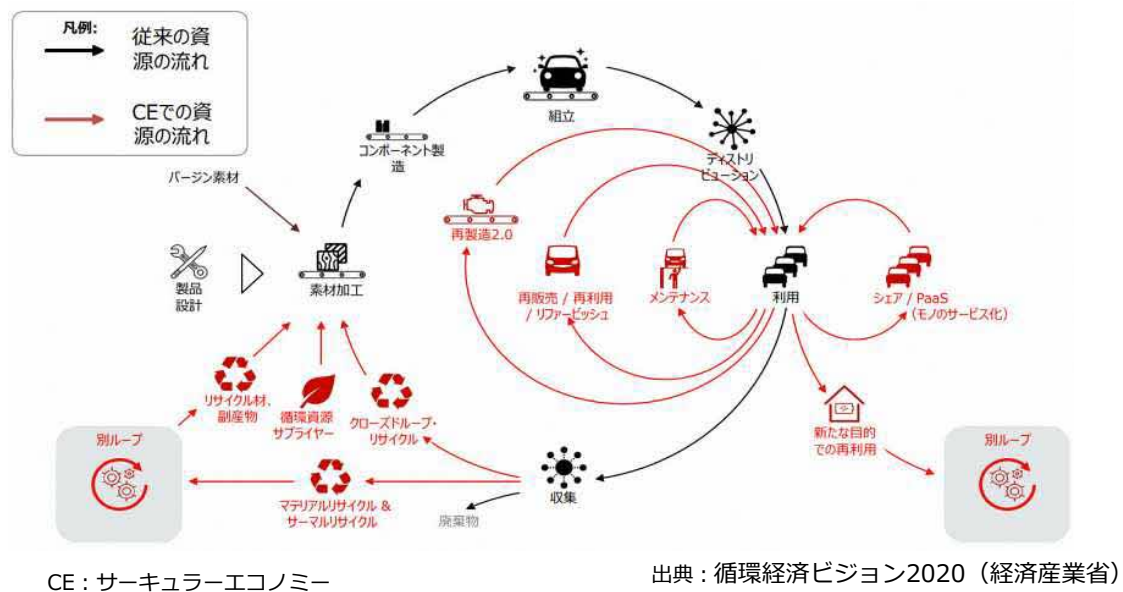 凡例:
従来の資
源の流れ
CEでの資
源の流れ
組立
コンポーネント製
造
ディストリ
ビューション
バージン素材
再製造2.0
製品
設計
素材加工
再販売 / 再利用
/ リファービッシュ
メンテナンス
利用
シェア / PaaS
（モノのサービス化）
リサイクル材、
副産物
循環資源
サプライヤー
クローズドループ・
リサイクル
新たな目的
での再利用
別ループ
別ループ
マテリアルリサイクル &
サーマルリサイクル
収集
廃棄物
CE：サーキュラーエコノミー
出典：循環経済ビジョン2020（経済産業省）